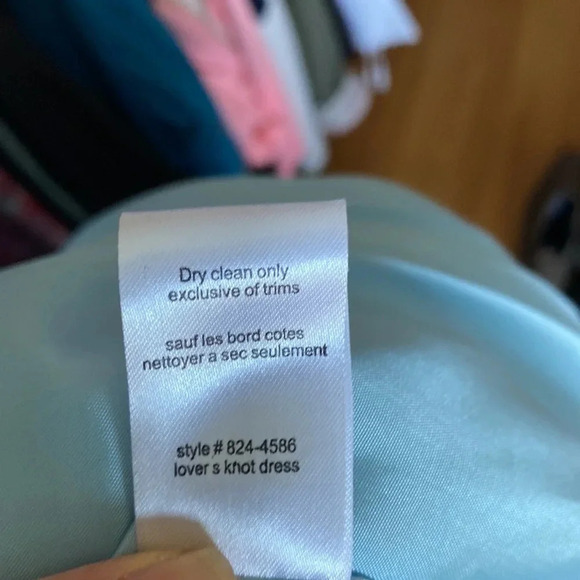 Dry clean only
exclusive of trims
sauf les bord cotes
nettoyer a sec seulement
style # 824-4586
lover s knot dress